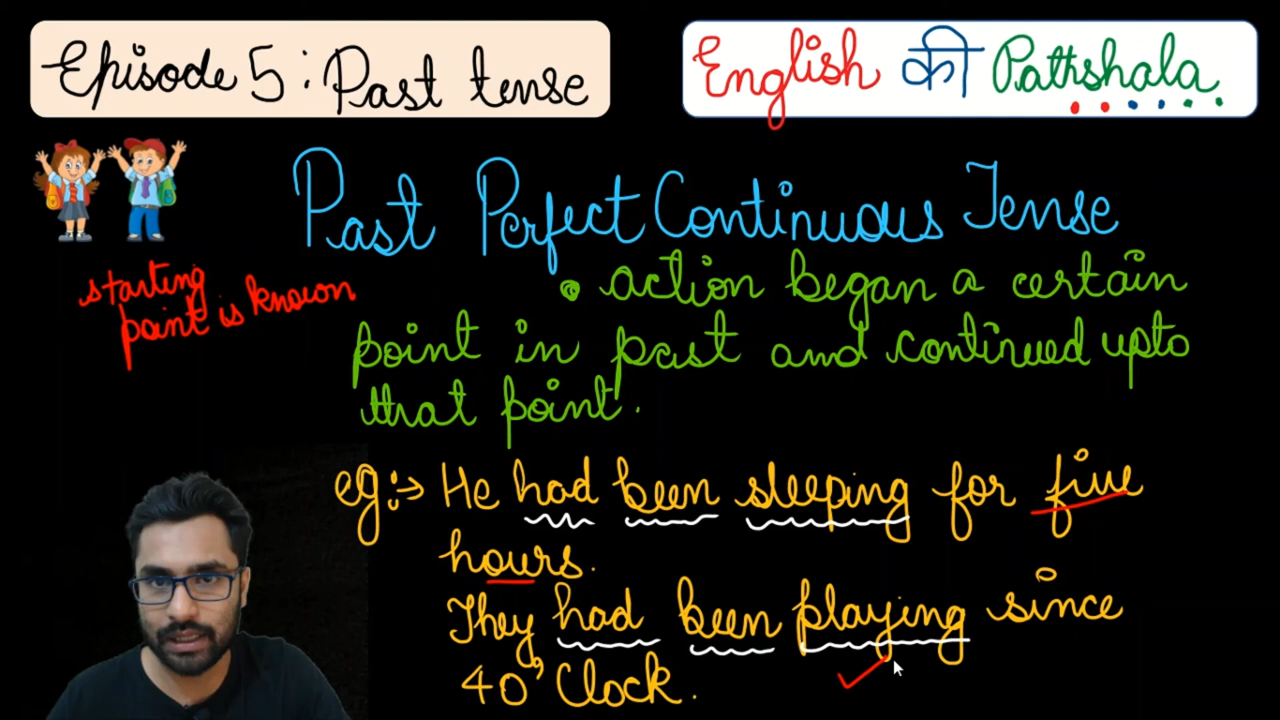 Episode 5 : Past tense
English की Pathshala
Past Perfect Continuous Tense
starting
point is known
• action began a certain
point in past and continued upto
that point.
eg:→ He had been sleeping for five
hours.
They had been playing since
40'Clock.